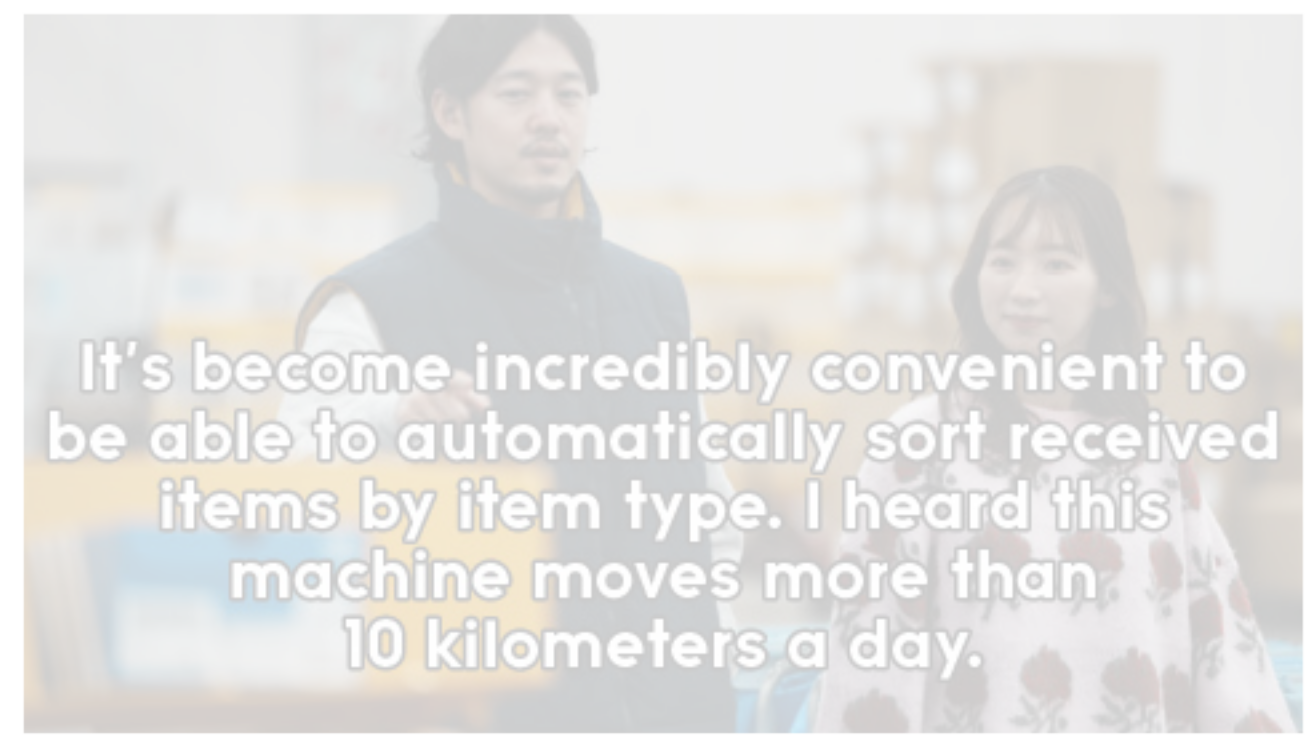 It's become incredibly convenient to
be able to automatically sort received
items by item type. I heard this
machine moves more than
10 kilometers a day.